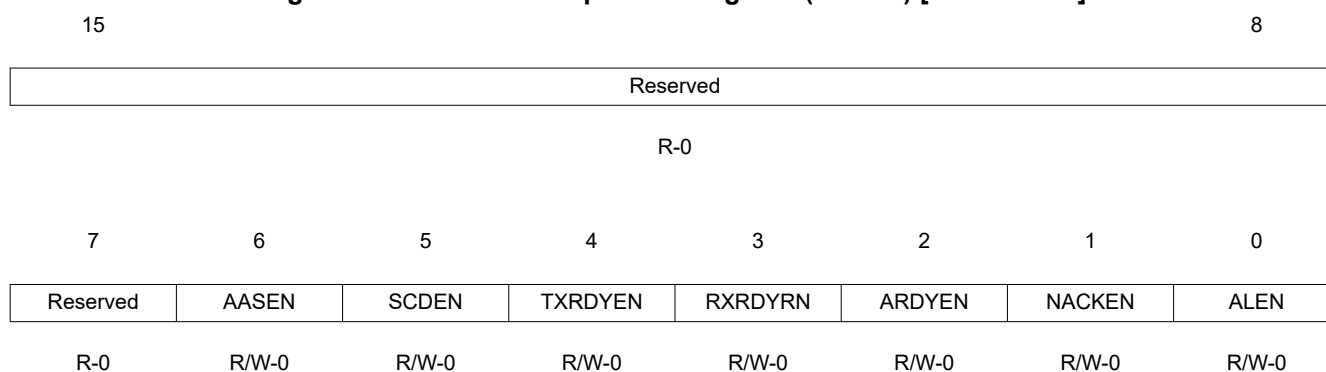 15 8
Reserved
R-0
7 6 5 4 3 2 1 0
Reserved AASEN SCDEN TXRDYEN RXRDYRN ARDYEN NACKEN ALEN
R-0 R/W-0 R/W-0 R/W-0 R/W-0 R/W-0 R/W-0 R/W-0